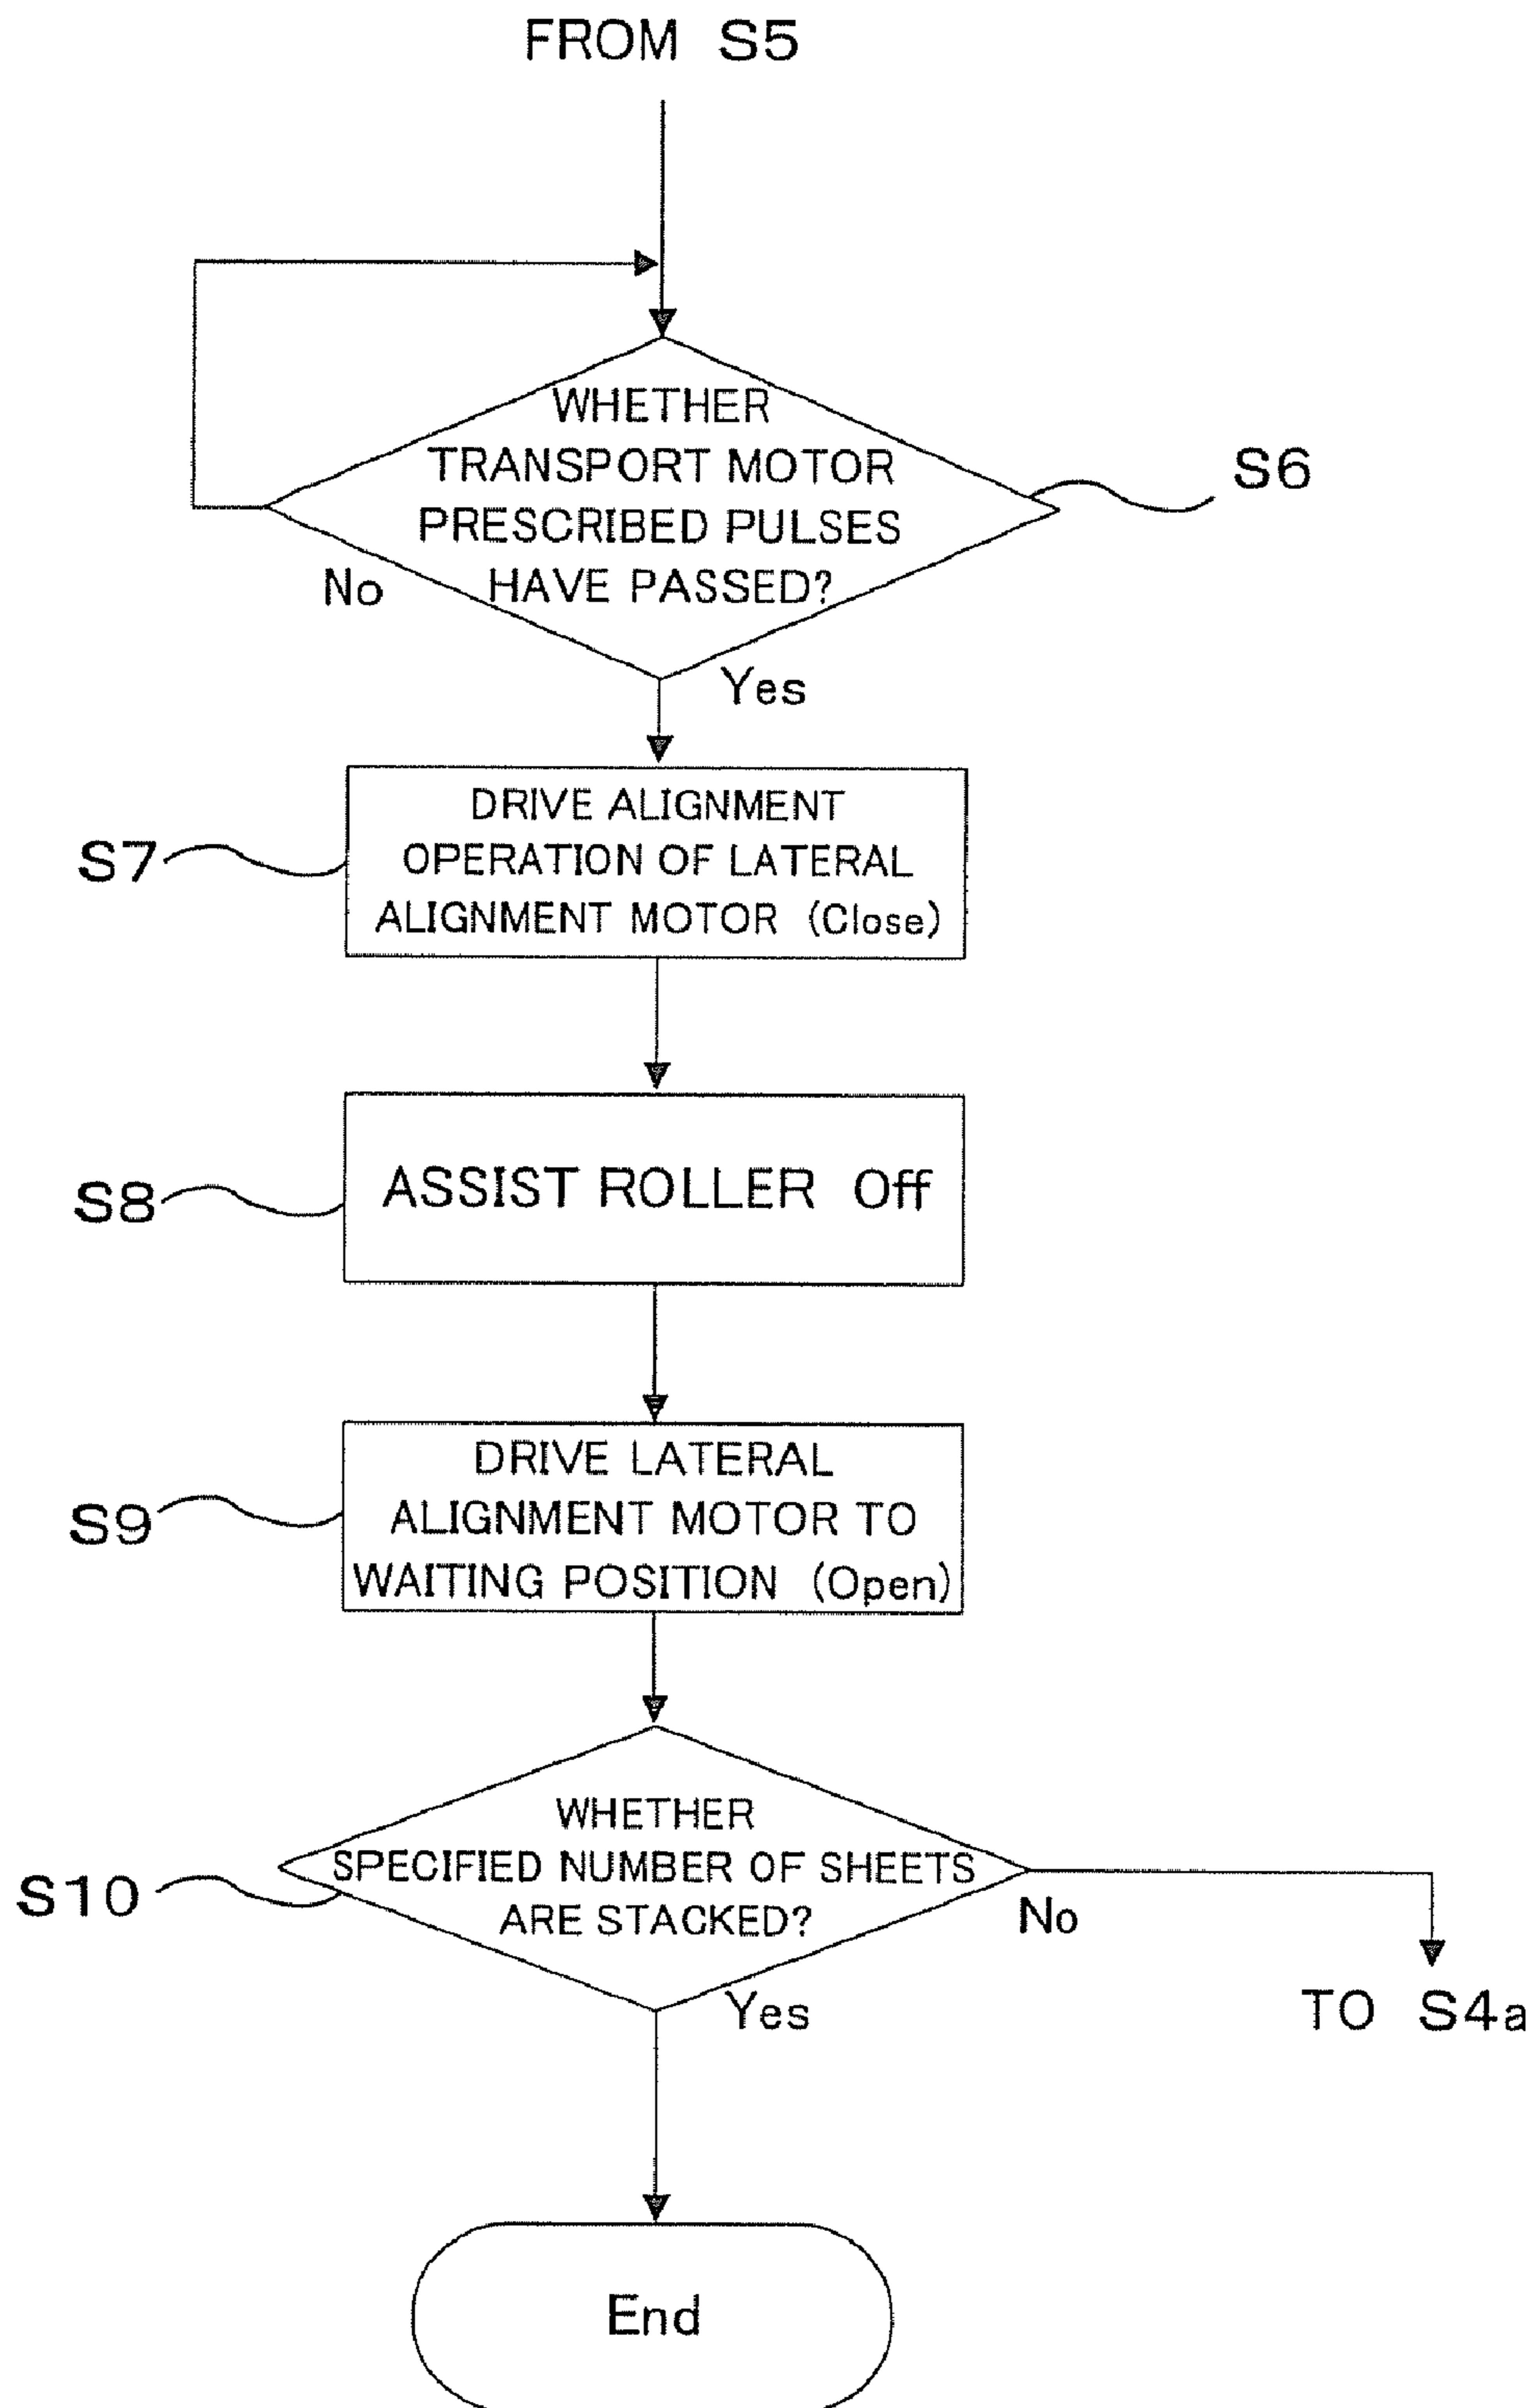 FROM S5
WHETHER
TRANSPORT MOTOR
PRESCRIBED PULSES
HAVE PASSED?
S6
No
Yes
DRIVE ALIGNMENT
OPERATION OF LATERAL
ALIGNMENT MOTOR (Close)
S7
ASSIST ROLLER Off
S8
DRIVE LATERAL
ALIGNMENT MOTOR TO
WAITING POSITION (Open)
S9
WHETHER
SPECIFIED NUMBER OF SHEETS
ARE STACKED?
S10
No
Yes
TO S4a
End